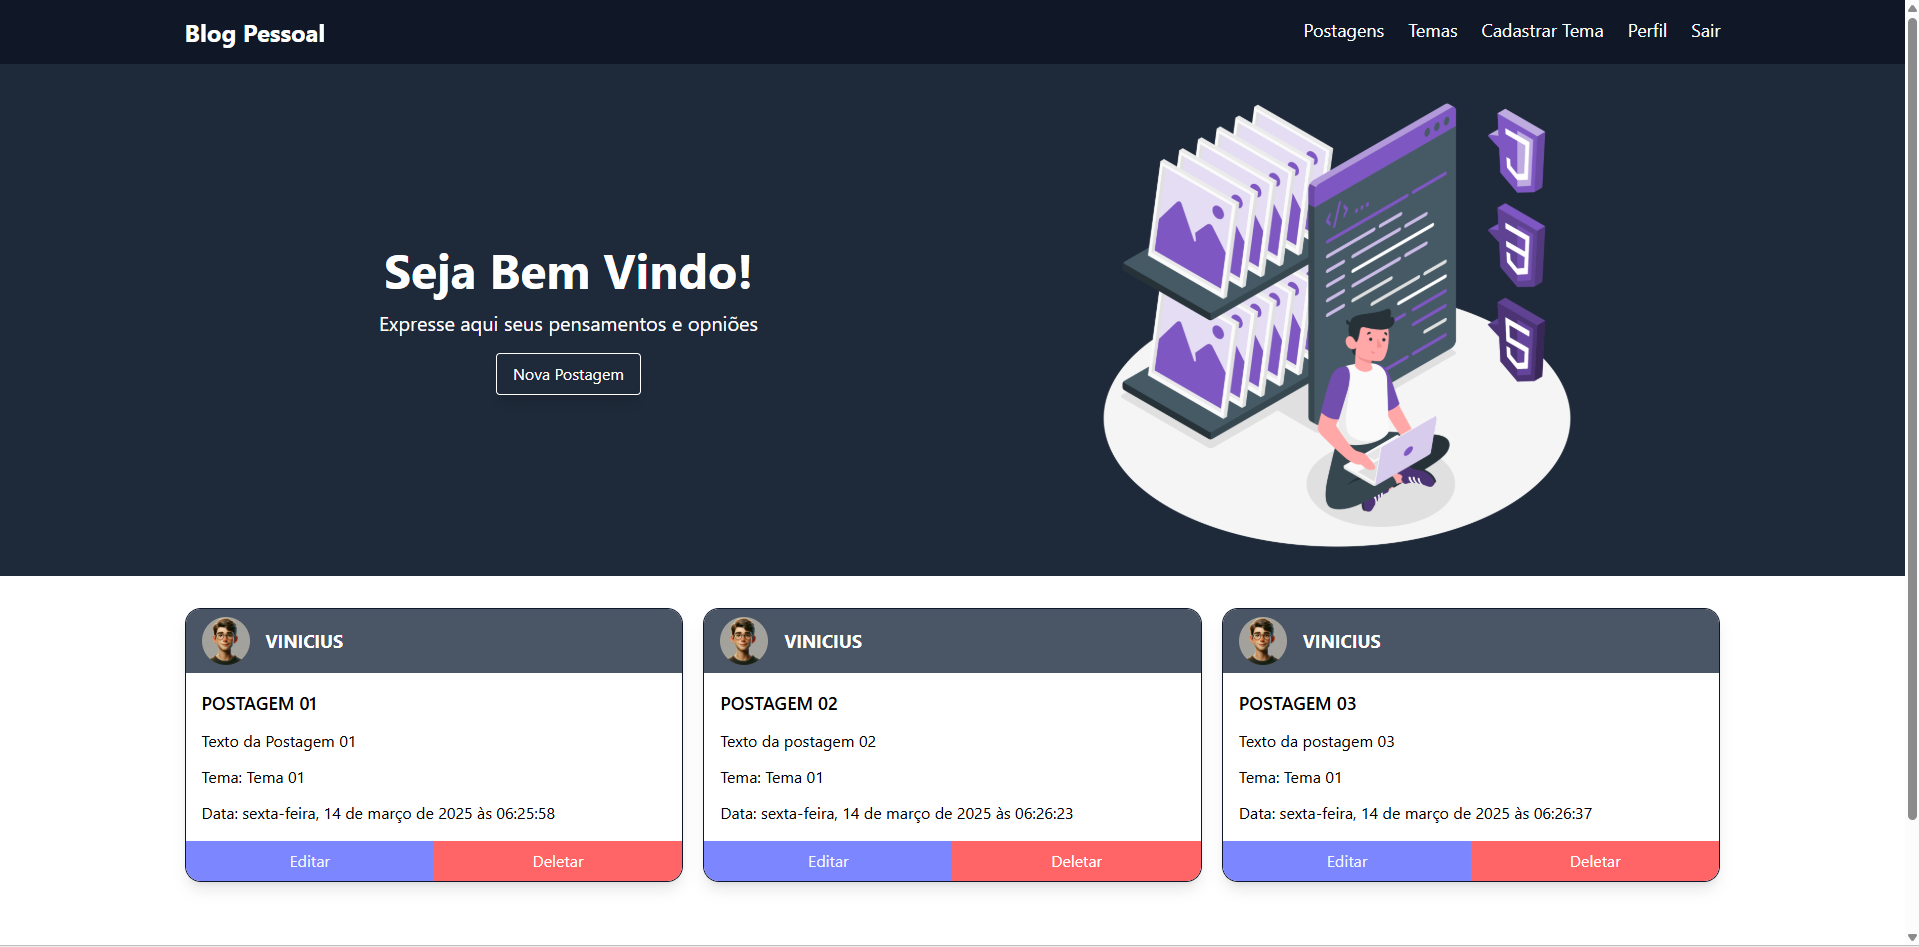 Blog Pessoal
Postagens Temas Cadastrar Tema Perfil Sair
Seja Bem Vindo!
Expresse aqui seus pensamentos e opniões
Nova Postagem
VINICIUS
POSTAGEM 01
Texto da Postagem 01
Tema: Tema 01
Data: sexta-feira, 14 de março de 2025 às 06:25:58
Editar Deletar
VINICIUS
POSTAGEM 02
Texto da postagem 02
Tema: Tema 01
Data: sexta-feira, 14 de março de 2025 às 06:26:23
Editar Deletar
VINICIUS
POSTAGEM 03
Texto da postagem 03
Tema: Tema 01
Data: sexta-feira, 14 de março de 2025 às 06:26:37
Editar Deletar